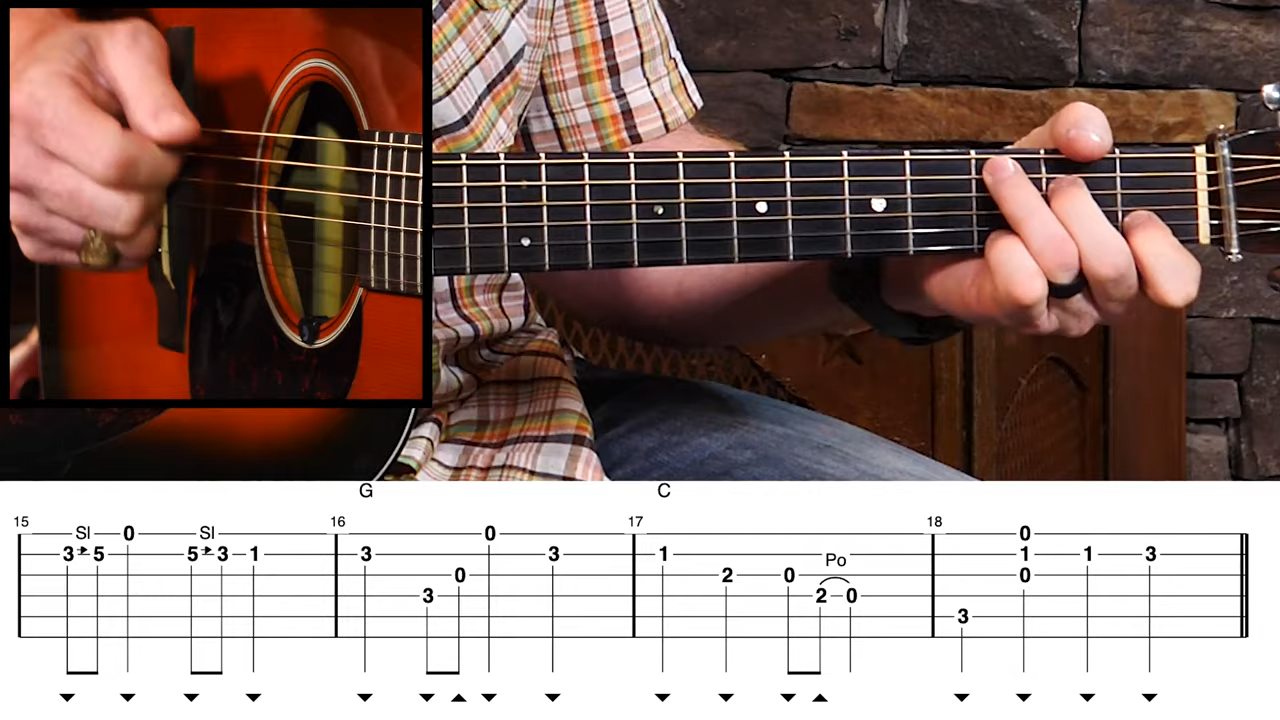 G C
15 16 17 18
Sl 0 Sl 0 0
3 5 5 3 1 3 3 1 Po 1 1 3
0 2 0 0
3 2 0
3